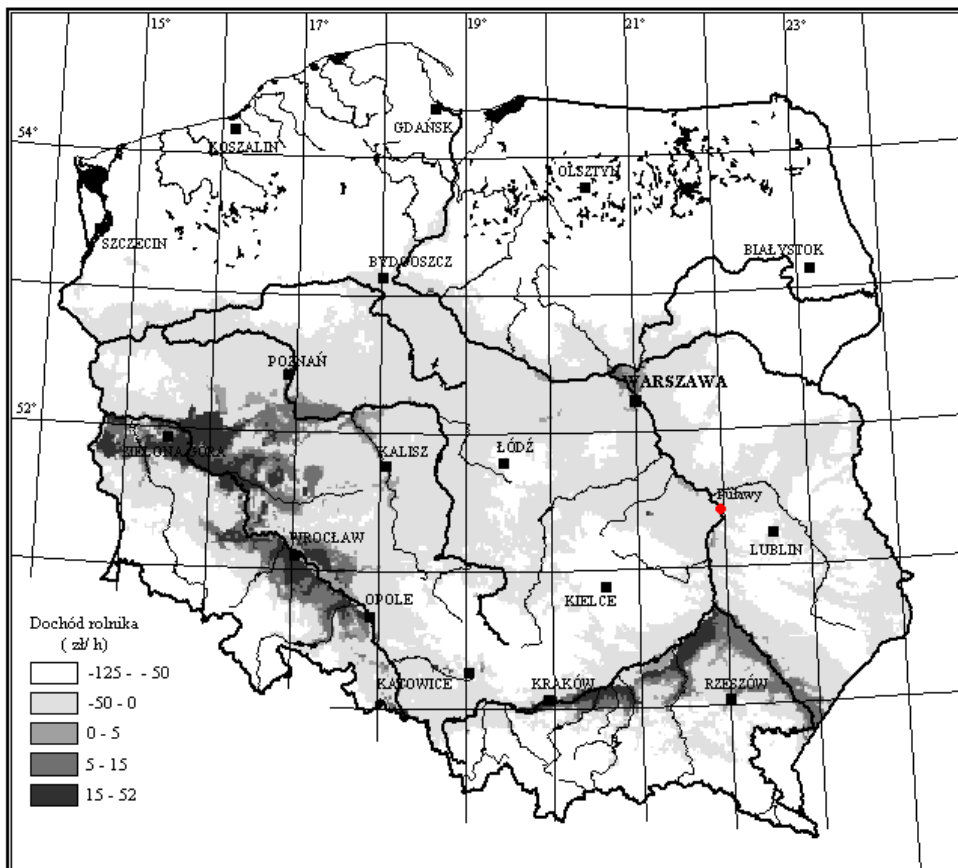 15°
17°
19°
21°
23°
54°
GDAŃSK
KOSZALIN
OLSZTYN
SZCZECIN
BIAŁYSTOK
BYDGOSZCZ
POZNAŃ
WARSZAWA
52°
ZIELONA GÓRA
KALISZ
ŁÓDŹ
Puławy
WROCŁAW
LUBLIN
OPOLE
KIELCE
KATOWICE
KRAKÓW
RZESZÓW
Dochód rolnika
( zł/ h)
-125 - - 50
-50 - 0
0 - 5
5 - 15
15 - 52